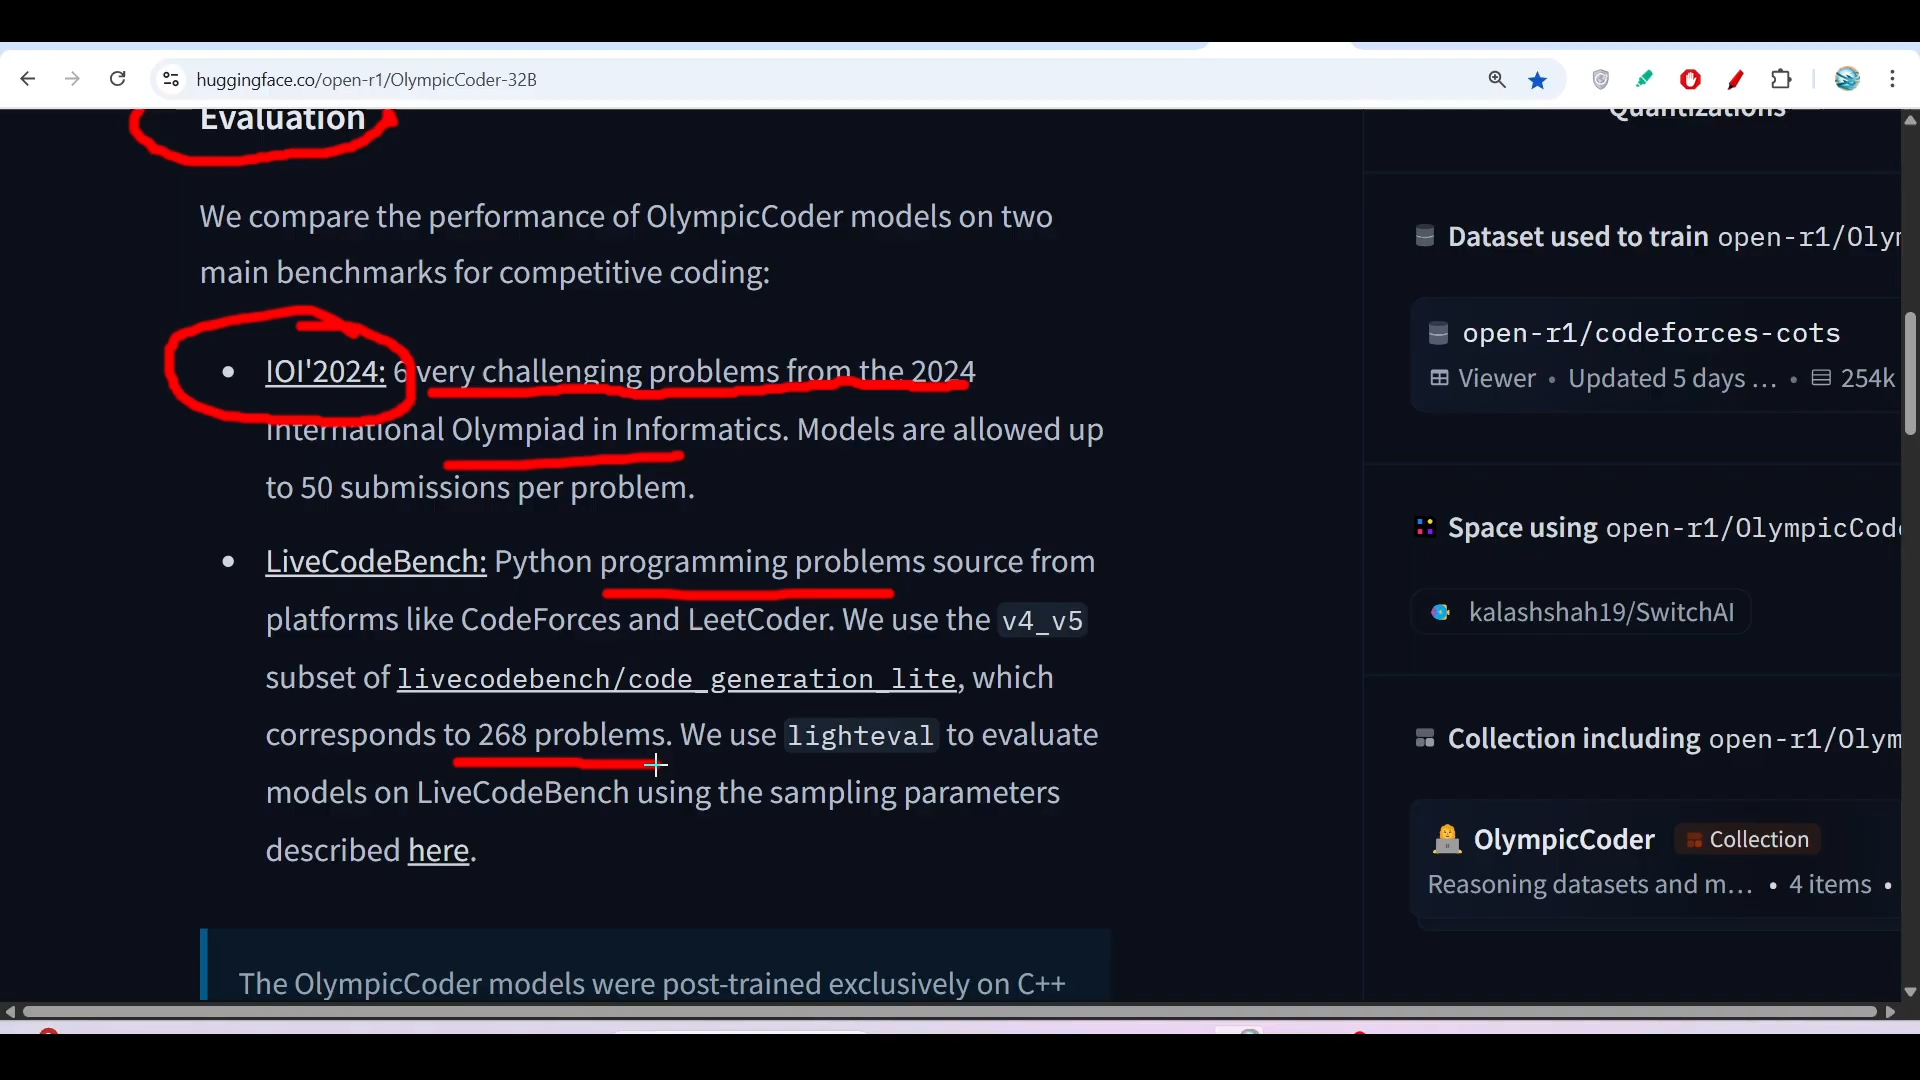 huggingface.co/open-r1/OlympicCoder-32B
Evaluation
We compare the performance of OlympicCoder models on two
main benchmarks for competitive coding:
IOI'2024: 6 very challenging problems from the 2024
International Olympiad in Informatics. Models are allowed up
to 50 submissions per problem.
LiveCodeBench: Python programming problems source from
platforms like CodeForces and LeetCoder. We use the v4_v5
subset of livecodebench/code_generation_lite, which
corresponds to 268 problems. We use lighteval to evaluate
models on LiveCodeBench using the sampling parameters
described here.
The OlympicCoder models were post-trained exclusively on C++
Quantizations
Dataset used to train open-r1/Olym
open-r1/codeforces-cots
Viewer • Updated 5 days ... • 254k
Space using open-r1/OlympicCode
kalashshah19/SwitchAI
Collection including open-r1/Olym
OlympicCoder Collection
Reasoning datasets and m... • 4 items •